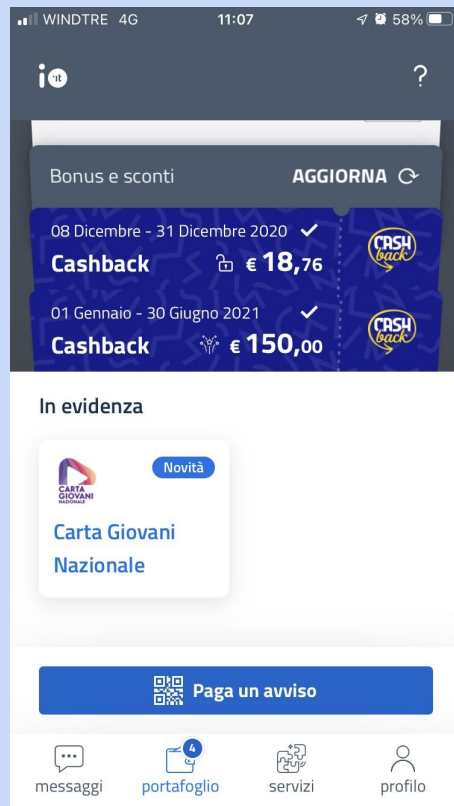 WINDTRE 4G 11:07 58%
io it ?
Bonus e sconti AGGIORNA
08 Dicembre - 31 Dicembre 2020
Cashback € 18,76
CASH back
01 Gennaio - 30 Giugno 2021
Cashback € 150,00
CASH back
In evidenza
Novità
CARTA
GIOVANI
NAZIONALE
Carta Giovani
Nazionale
Paga un avviso
4
messaggi portafoglio servizi profilo